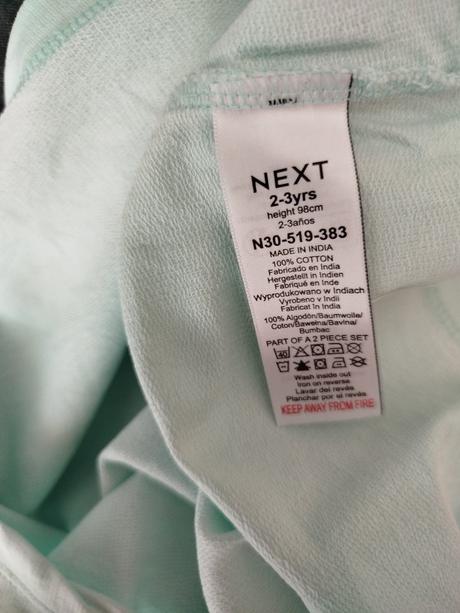 NEXT
2-3yrs
height 98cm
2-3años
N30-519-383
MADE IN INDIA
100% COTTON
Fabricado en India
Hergestellt in Indien
Fabriqué en Inde
Wyprodukowano w Indiach
Vyrobeno v Indii
Fabricat în India
100% Algodón/Baumwolle/
Coton/Bawełna/Bavlna/
Bumbac
PART OF A 2 PIECE SET
40
Wash inside out
Iron on reverse
Lavar del revés
Planchar por el revés
KEEP AWAY FROM FIRE